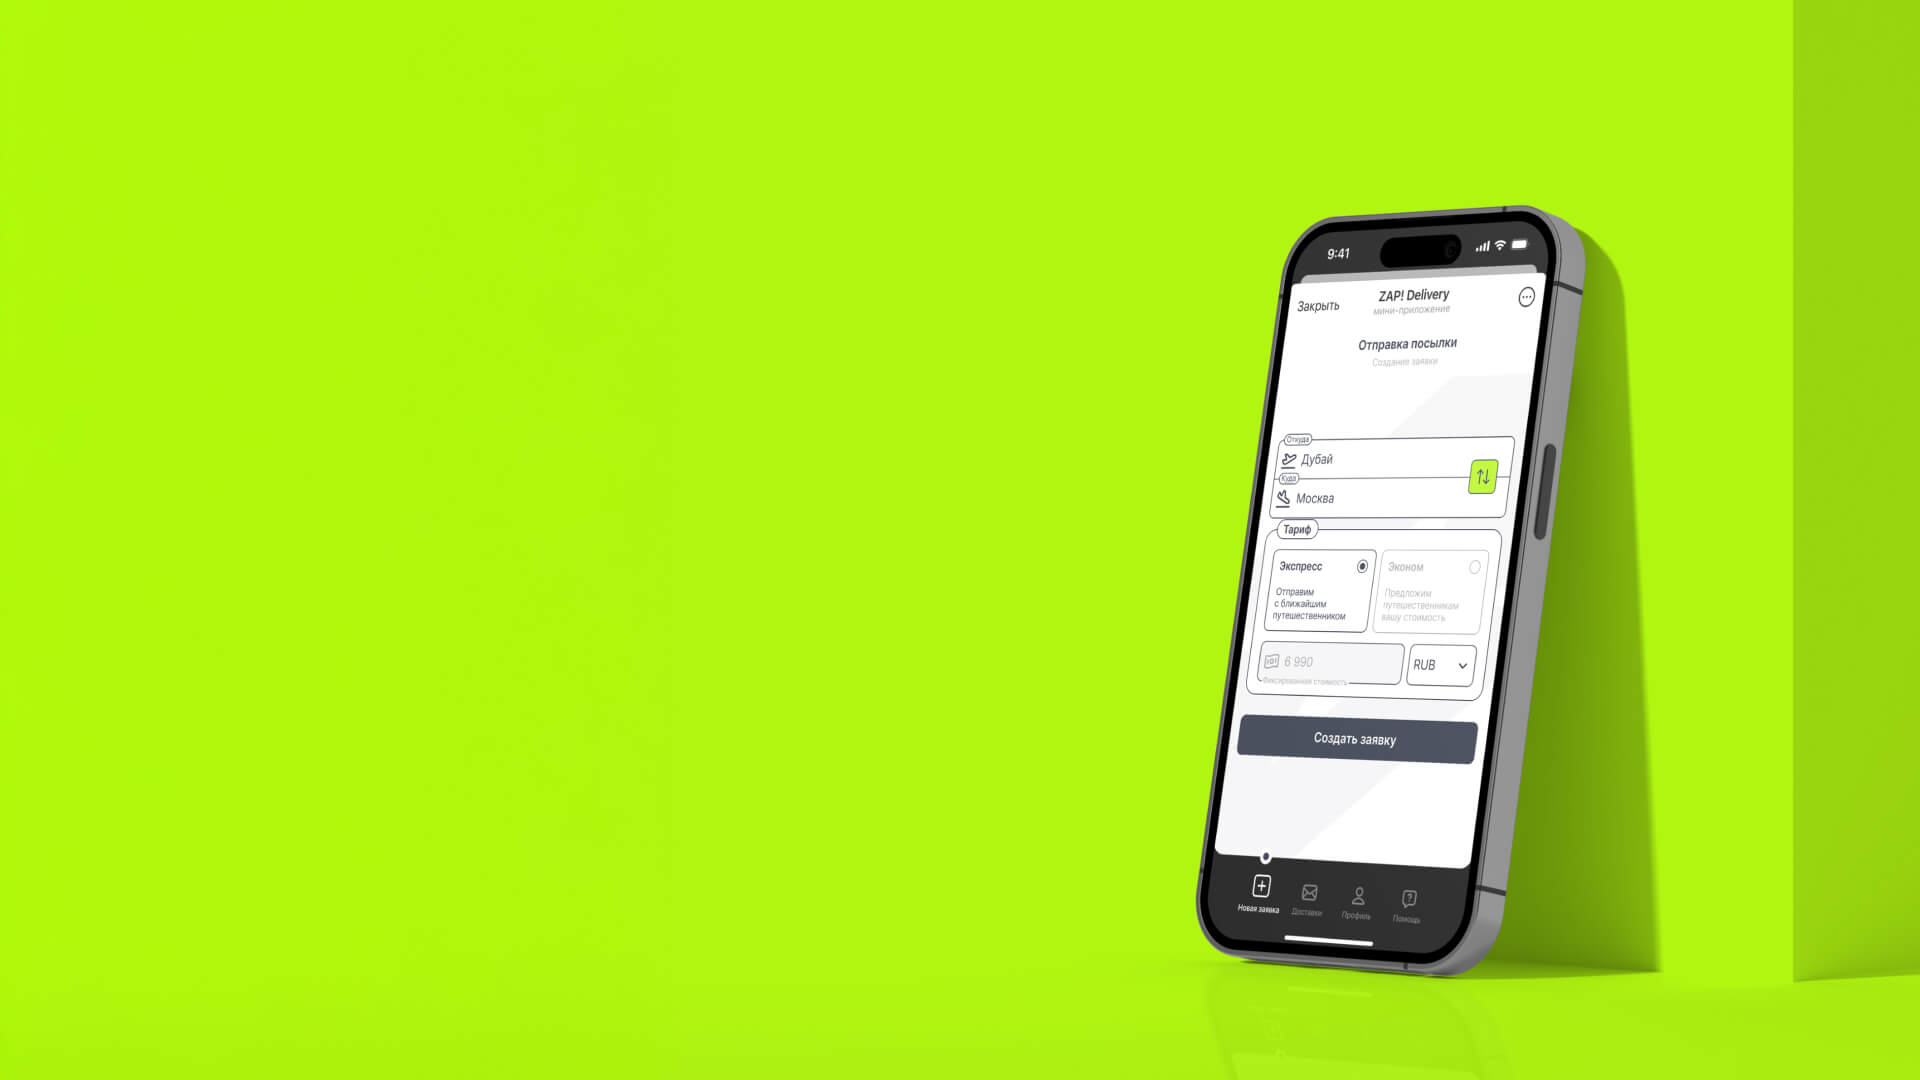 9:41
Закрыть
ZAP! Delivery
мини-приложение
Отправка посылки
Создание заявки
Откуда
Дубай
Куда
Москва
Тариф
Экспресс
Отправим
с ближайшим
путешественником
Эконом
Предложим
путешественникам
вашу стоимость
6 990
Фиксированная стоимость
RUB
Создать заявку
Новая заявка
Доставки
Профиль
Помощь